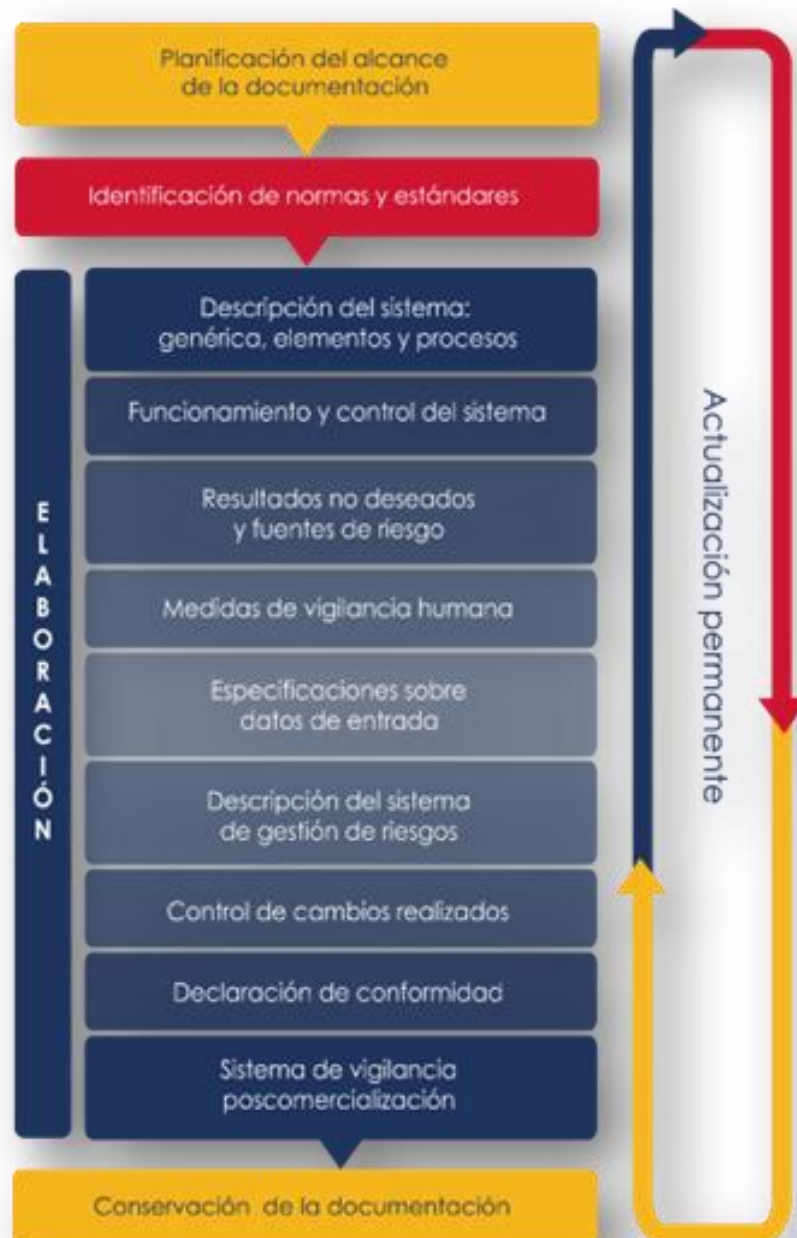 Planificación del alcance
de la documentación
Identificación de normas y estándares
ELABORACIÓN
Descripción del sistema:
genérica, elementos y procesos
Funcionamiento y control del sistema
Resultados no deseados
y fuentes de riesgo
Medidas de vigilancia humana
Especificaciones sobre
datos de entrada
Descripción del sistema
de gestión de riesgos
Control de cambios realizados
Declaración de conformidad
Sistema de vigilancia
poscomercialización
Conservación de la documentación
Actualización permanente